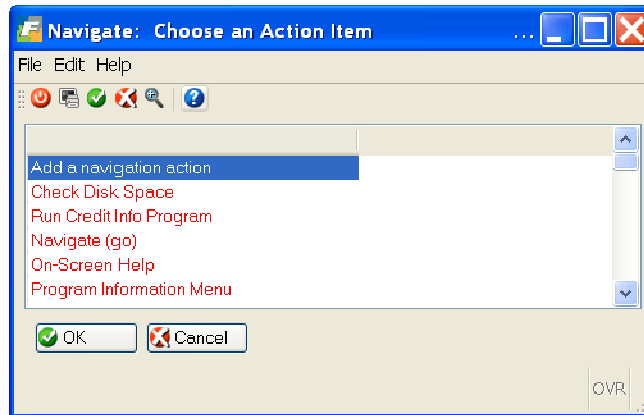 Navigate: Choose an Action Item ...
File Edit Help
Add a navigation action
Check Disk Space
Run Credit Info Program
Navigate (go)
On-Screen Help
Program Information Menu
OK Cancel
OVR